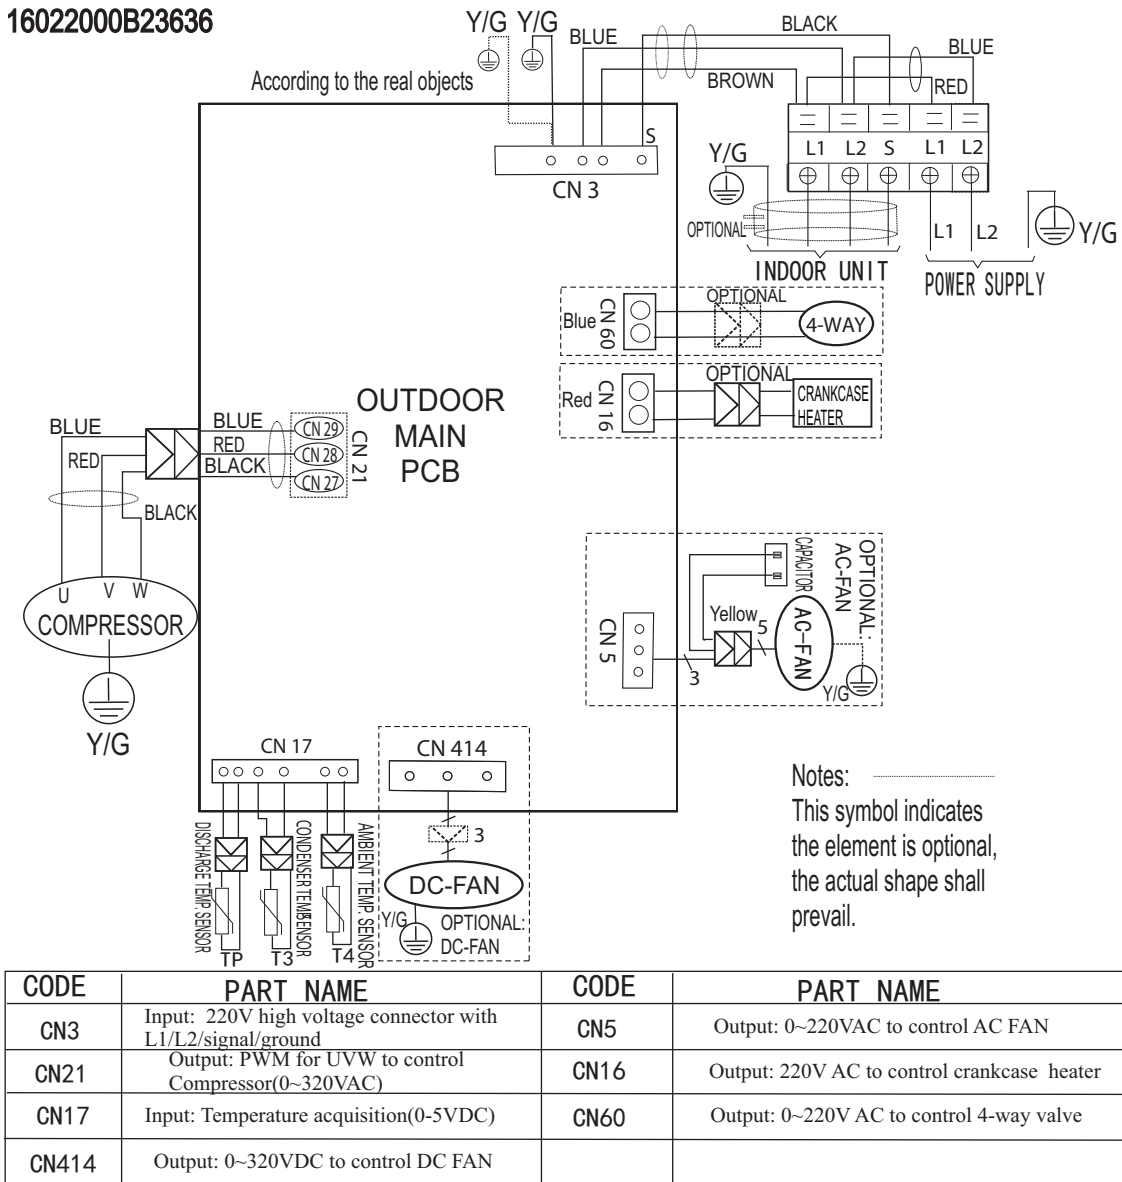 16022000B23636
Y/G Y/G
BLUE
BLACK
BLUE
According to the real objects
BROWN
RED
S
CN 3
Y/G
L1 L2 S L1 L2
OPTIONAL
L1 L2
Y/G
INDOOR UNIT
POWER SUPPLY
OPTIONAL
Blue
CN 60
4-WAY
OPTIONAL
Red
CN 16
CRANKCASE
HEATER
OUTDOOR
MAIN
PCB
BLUE
RED
BLACK
BLUE
RED
BLACK
CN 29
CN 28
CN 27
CN 21
U V W
COMPRESSOR
Y/G
CAPACITOR
OPTIONAL:
AC-FAN
CN 5
Yellow
5
3
AC-FAN
Y/G
CN 17
CN 414
3
DC-FAN
Y/G
OPTIONAL:
DC-FAN
DISCHARGE TEMP. SENSOR
CONDENSER TEMP.SENSOR
AMBIENT TEMP. SENSOR
TP T3 T4
Notes:
This symbol indicates
the element is optional,
the actual shape shall
prevail.
CODE PART NAME CODE PART NAME
CN3
Input: 220V high voltage connector with
L1/L2/signal/ground
CN5 Output: 0~220VAC to control AC FAN
CN21
Output: PWM for UVW to control
Compressor(0~320VAC)
CN16 Output: 220V AC to control crankcase heater
CN17 Input: Temperature acquisition(0-5VDC)
CN60 Output: 0~220V AC to control 4-way valve
CN414 Output: 0~320VDC to control DC FAN